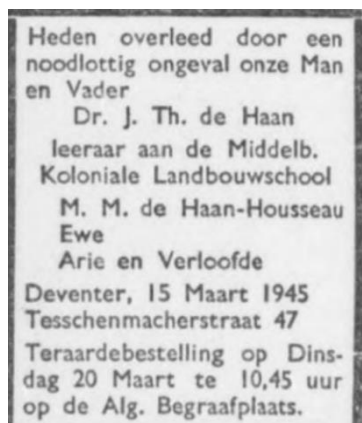 Heden overleed door een
noodlottig ongeval onze Man
en Vader
Dr. J. Th. de Haan
leeraar aan de Middelb.
Koloniale Landbouwschool
M. M. de Haan-Housseau
Ewe
Arie en Verloofde
Deventer, 15 Maart 1945
Tesschenmacherstraat 47
Teraardebestelling op Dins-
dag 20 Maart te 10,45 uur
op de Alg. Begraafplaats.